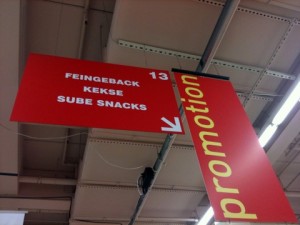 13
FEINGEBACK
KEKSE
SUBE SNACKS
promotion